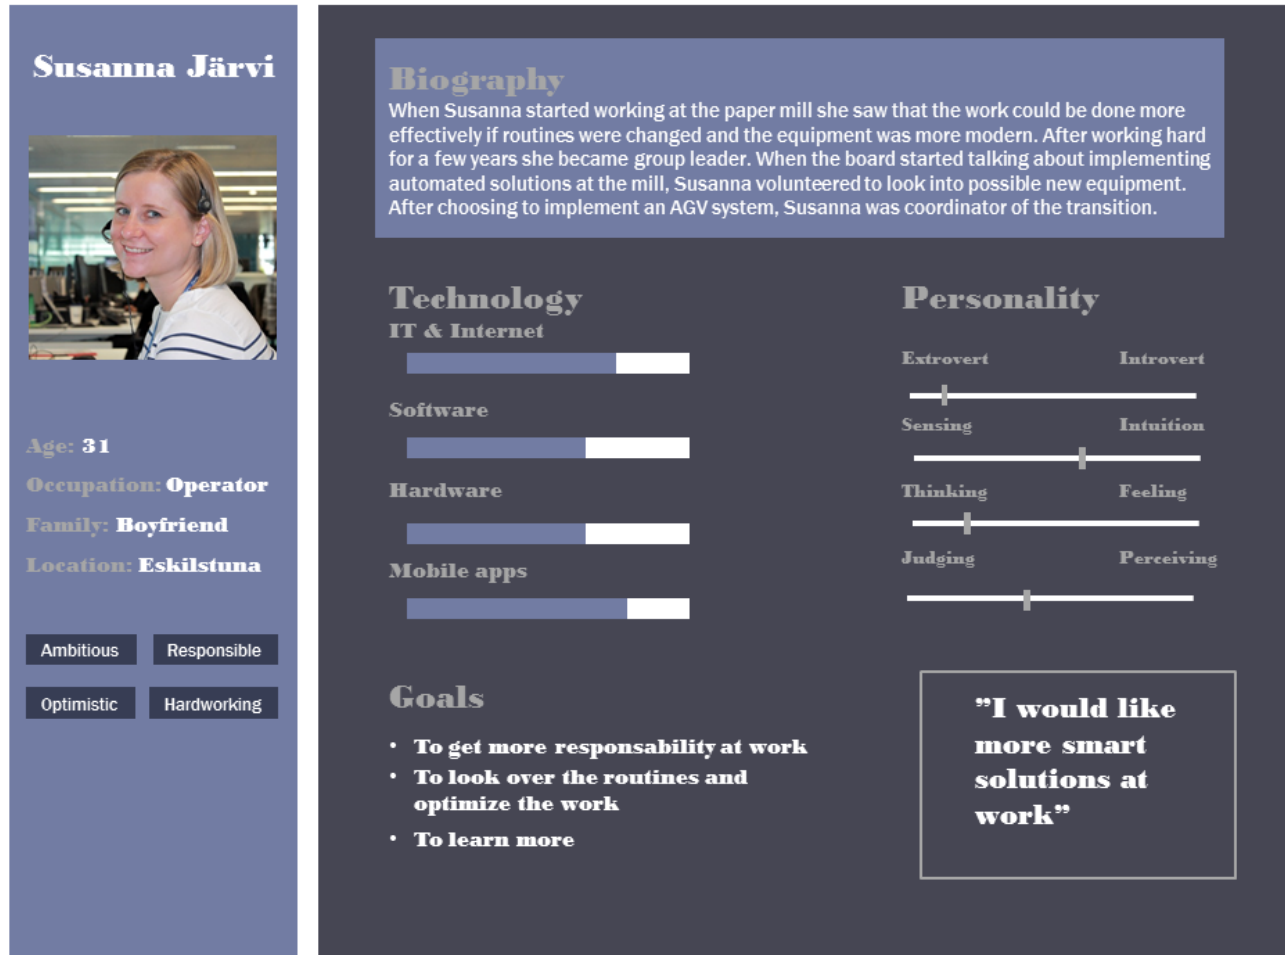 Susanna Järvi
Age: 31
Occupation: Operator
Family: Boyfriend
Location: Eskilstuna
Ambitious
Responsible
Optimistic
Hardworking
Biography
When Susanna started working at the paper mill she saw that the work could be done more
effectively if routines were changed and the equipment was more modern. After working hard
for a few years she became group leader. When the board started talking about implementing
automated solutions at the mill, Susanna volunteered to look into possible new equipment.
After choosing to implement an AGV system, Susanna was coordinator of the transition.
Technology
IT & Internet
Software
Hardware
Mobile apps
Personality
Extrovert Introvert
Sensing Intuition
Thinking Feeling
Judging Perceiving
Goals
• To get more responsability at work
• To look over the routines and
optimize the work
• To learn more
”I would like
more smart
solutions at
work”